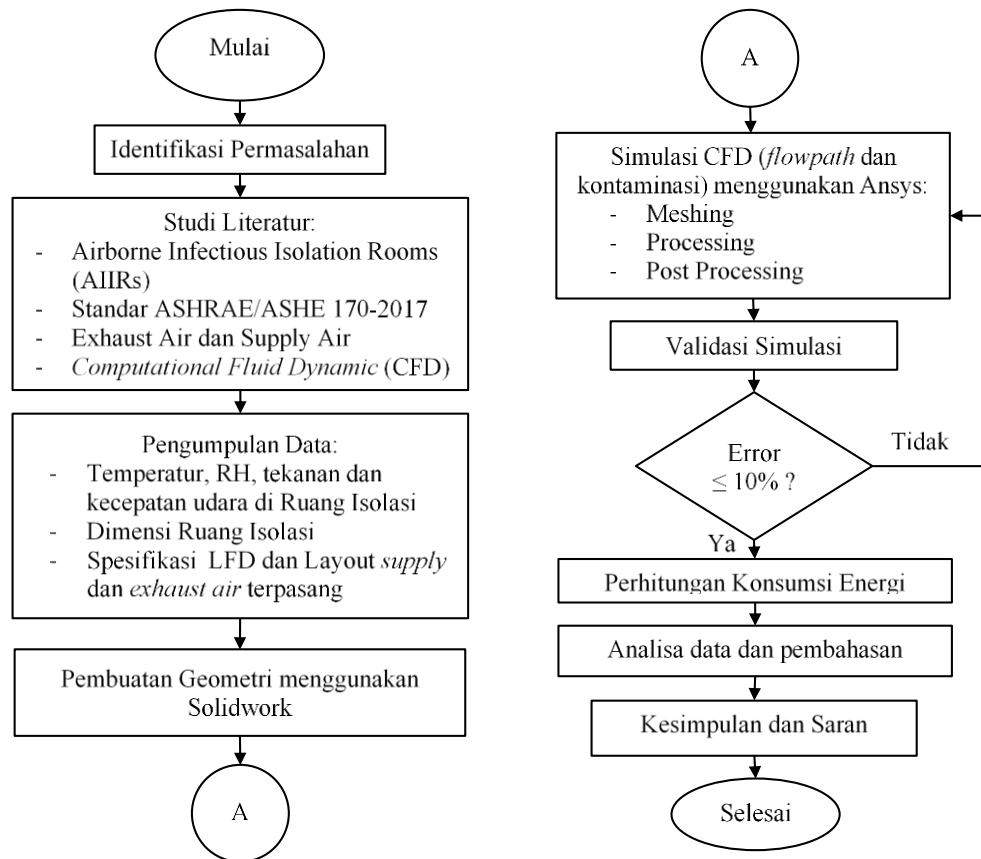 Mulai
Identifikasi Permasalahan
Studi Literatur:
- Airborne Infectious Isolation Rooms
(AIIRs)
- Standar ASHRAE/ASHE 170-2017
- Exhaust Air dan Supply Air
- Computational Fluid Dynamic (CFD)
Pengumpulan Data:
- Temperatur, RH, tekanan dan
kecepatan udara di Ruang Isolasi
- Dimensi Ruang Isolasi
- Spesifikasi LFD dan Layout supply
dan exhaust air terpasang
Pembuatan Geometri menggunakan
Solidwork
A
A
Simulasi CFD (flowpath dan
kontaminasi) menggunakan Ansys:
- Meshing
- Processing
- Post Processing
Validasi Simulasi
Error
≤ 10% ?
Tidak
Ya
Perhitungan Konsumsi Energi
Analisa data dan pembahasan
Kesimpulan dan Saran
Selesai